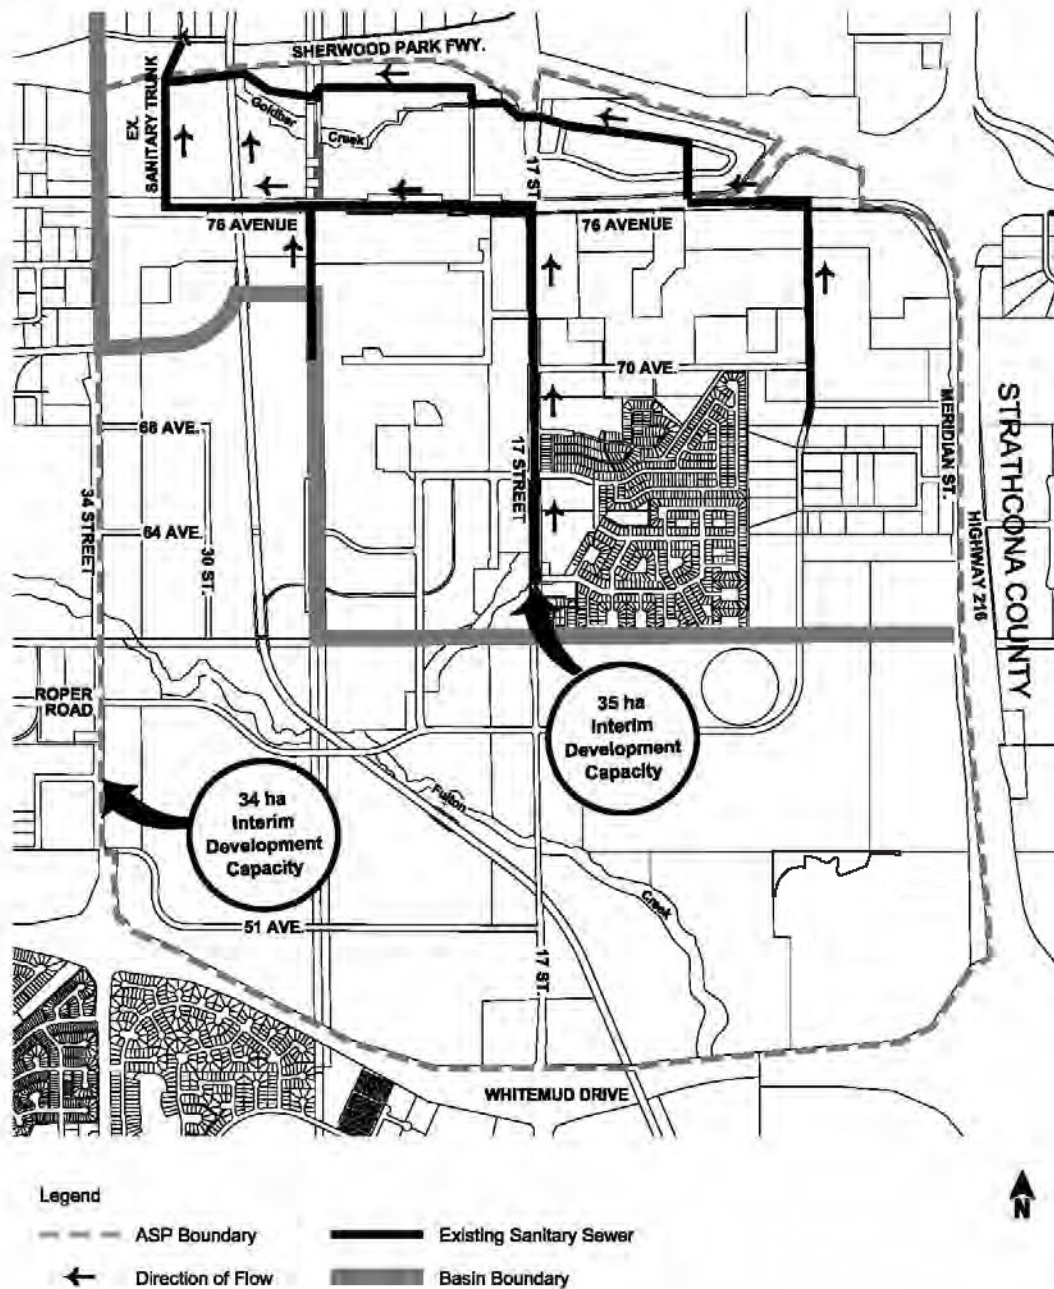 SHERWOOD PARK FWY.
EX.
SANITARY TRUNK
Goldbar
Creek
17 ST.
76 AVENUE
76 AVENUE
70 AVE.
68 AVE.
17 STREET
MERIDIAN ST.
STRATHCONA COUNTY
34 STREET
64 AVE.
30 ST.
HIGHWAY 216
ROPER
ROAD
35 ha
Interim
Development
Capacity
34 ha
Interim
Development
Capacity
Fulton
Creek
51 AVE.
17 ST.
WHITEMUD DRIVE
N
Legend
ASP Boundary
Existing Sanitary Sewer
Direction of Flow
Basin Boundary